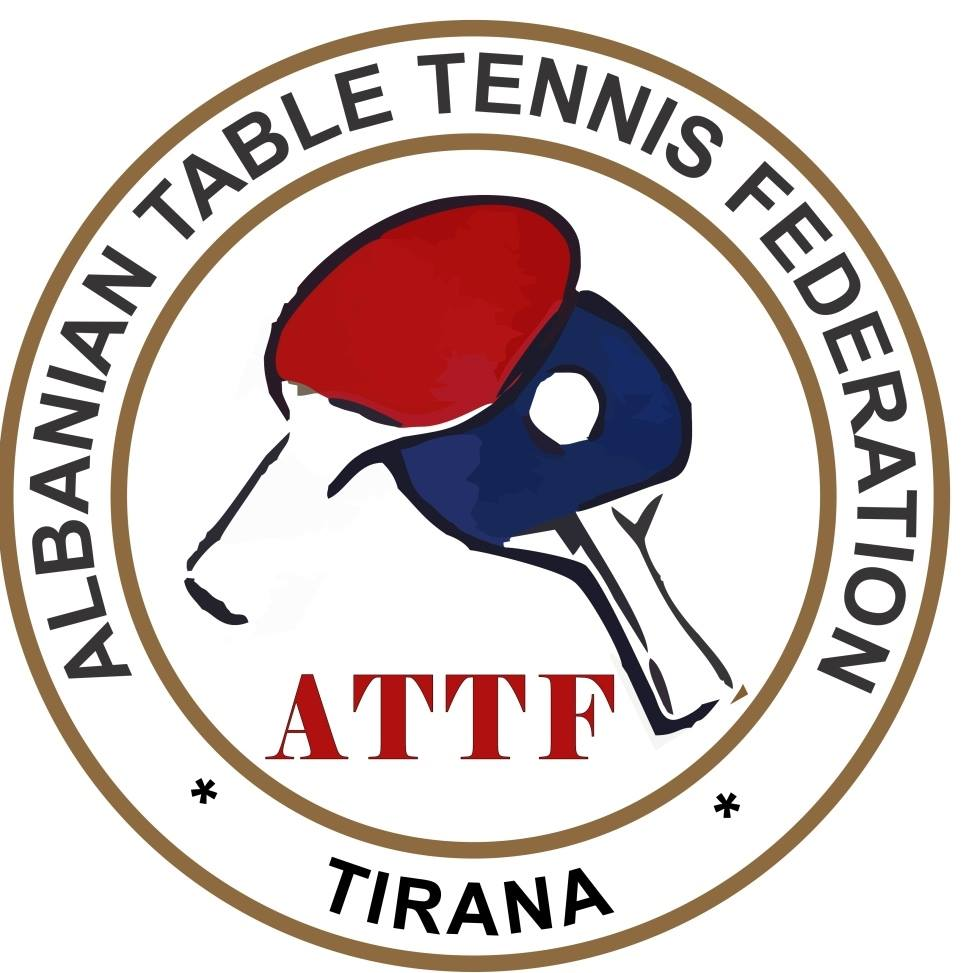 ALBANIAN TABLE TENNIS FEDERATION
ATTF
* TIRANA *